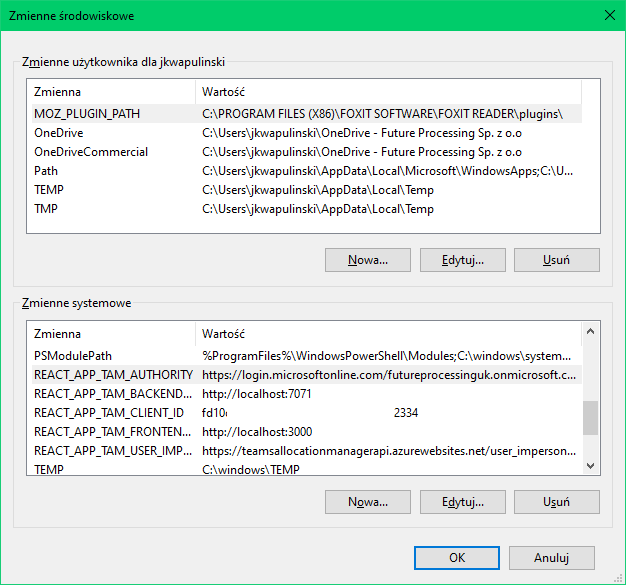 Zmienne środowiskowe
Zmienne użytkownika dla jkwapulinski
Zmienna Wartość
MOZ_PLUGIN_PATH C:\PROGRAM FILES (X86)\FOXIT SOFTWARE\FOXIT READER\plugins\
OneDrive C:\Users\jkwapulinski\OneDrive - Future Processing Sp. z o.o
OneDriveCommercial C:\Users\jkwapulinski\OneDrive - Future Processing Sp. z o.o
Path C:\Users\jkwapulinski\AppData\Local\Microsoft\WindowsApps;C:\U...
TEMP C:\Users\jkwapulinski\AppData\Local\Temp
TMP C:\Users\jkwapulinski\AppData\Local\Temp
Nowa... Edytuj... Usuń
Zmienne systemowe
Zmienna Wartość
PSModulePath %ProgramFiles%\WindowsPowerShell\Modules;C:\windows\system...
REACT_APP_TAM_AUTHORITY https://login.microsoftonline.com/futureprocessinguk.onmicrosoft.c...
REACT_APP_TAM_BACKEND... http://localhost:7071
REACT_APP_TAM_CLIENT_ID fd10 2334
REACT_APP_TAM_FRONTEN... http://localhost:3000
REACT_APP_TAM_USER_IMP... https://teamsallocationmanagerapi.azurewebsites.net/user_imperson...
TEMP C:\windows\TEMP
Nowa... Edytuj... Usuń
OK Anuluj